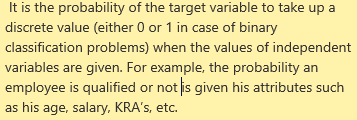 It is the probability of the target variable to take up a
discrete value (either 0 or 1 in case of binary
classification problems) when the values of independent
variables are given. For example, the probability an
employee is qualified or not is given his attributes such
as his age, salary, KRA's, etc.